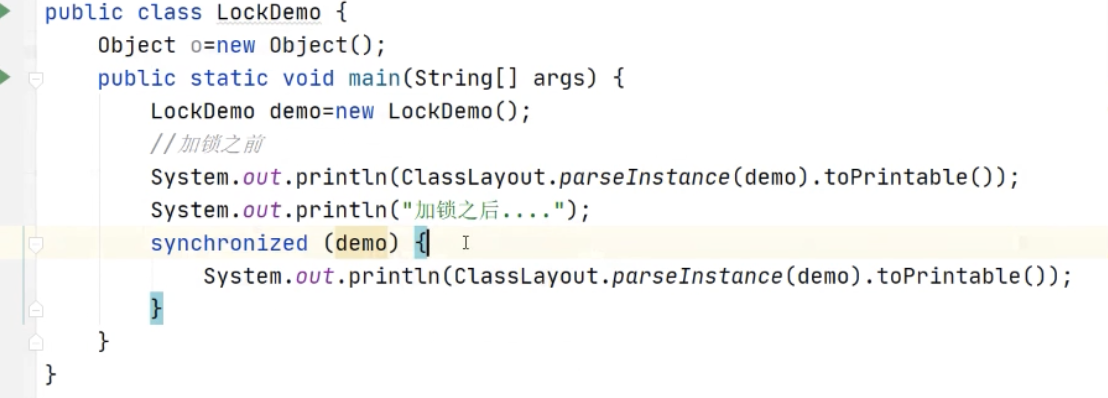 public class LockDemo {
Object o=new Object();
public static void main(String[] args) {
LockDemo demo=new LockDemo();
//加锁之前
System.out.println(ClassLayout.parseInstance(demo).toPrintable());
System.out.println("加锁之后....");
synchronized (demo) {
System.out.println(ClassLayout.parseInstance(demo).toPrintable());
}
}
}